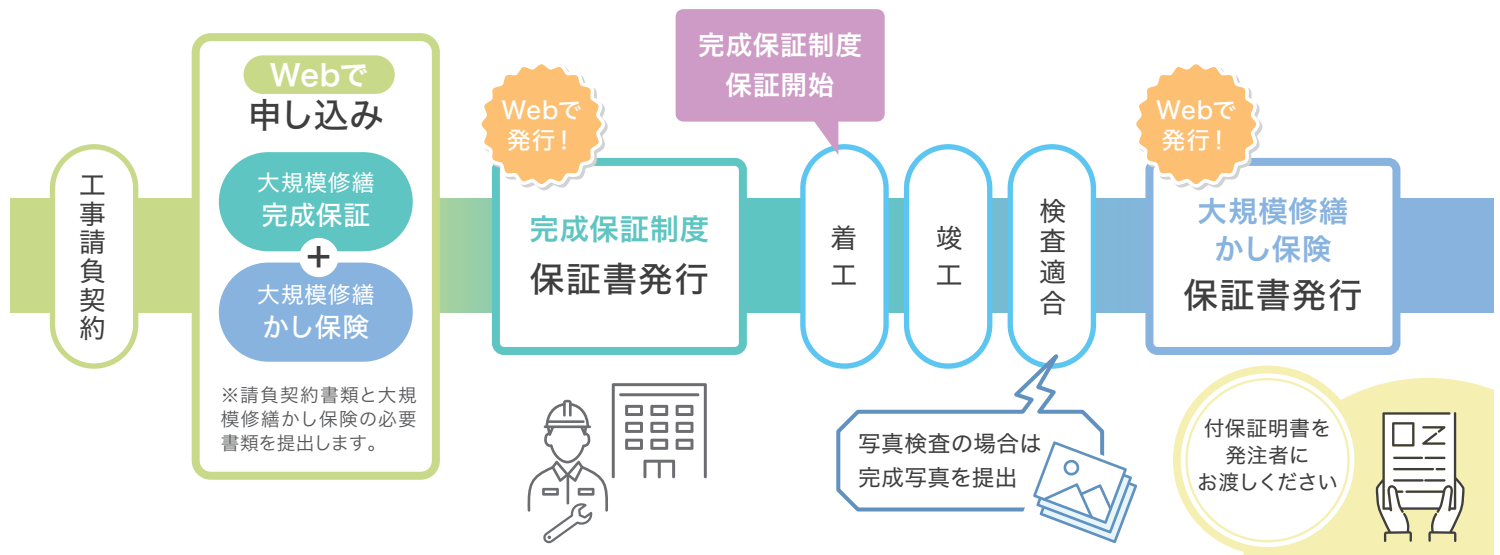 工事請負契約
Webで
申し込み
大規模修繕
完成保証
+
大規模修繕
かし保険
※請負契約書類と大規
模修繕かし保険の必要
書類を提出します。
Webで
発行！
完成保証制度
保証書発行
完成保証制度
保証開始
着工
竣工
検査適合
写真検査の場合は
完成写真を提出
Webで
発行！
大規模修繕
かし保険
保証書発行
付保証明書を
発注者に
お渡しください